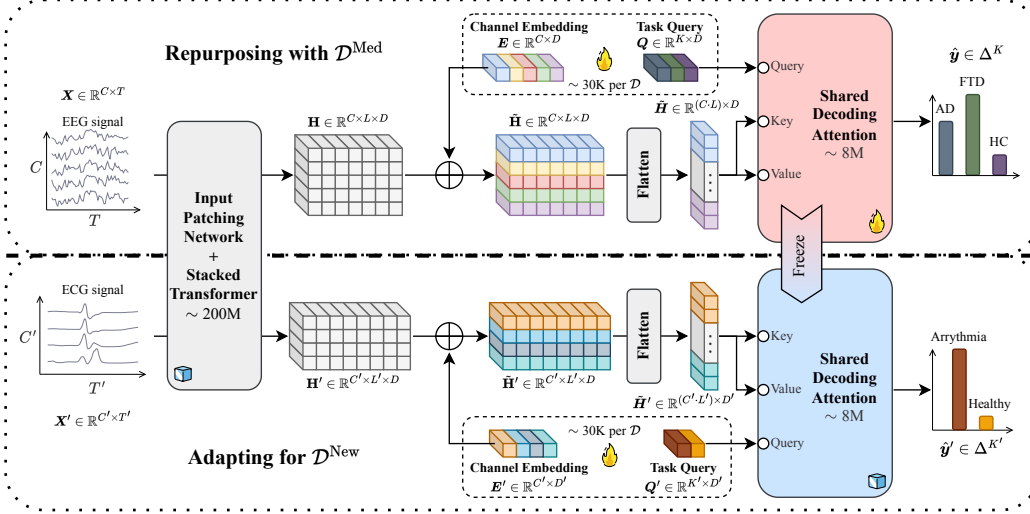 Repurposing with 𝒟^Med
Channel Embedding
E ∈ ℝ^{C×D}
Task Query
Q ∈ ℝ^{K×D}
∼ 30K per 𝒟
X ∈ ℝ^{C×T}
EEG signal
C
T
Input
Patching
Network
+
Stacked
Transformer
∼ 200M
H ∈ ℝ^{C×L×D}
H̃ ∈ ℝ^{C×L×D}
Flatten
H̃ ∈ ℝ^{(C·L)×D}
Query
Key
Value
Shared
Decoding
Attention
∼ 8M
ŷ ∈ Δ^K
AD
FTD
HC
Freeze
ECG signal
C′
T′
X′ ∈ ℝ^{C′×T′}
H′ ∈ ℝ^{C′×L′×D}
H̃′ ∈ ℝ^{C′×L′×D}
Flatten
H̃′ ∈ ℝ^{(C′·L′)×D′}
Key
Value
Query
Shared
Decoding
Attention
∼ 8M
Arrythmia
Healthy
ŷ′ ∈ Δ^{K′}
∼ 30K per 𝒟
Channel Embedding
E′ ∈ ℝ^{C′×D′}
Task Query
Q′ ∈ ℝ^{K′×D′}
Adapting for 𝒟^New